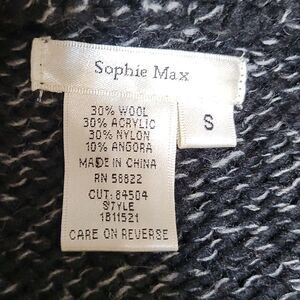 Sophie Max
S
30% WOOL
30% ACRYLIC
30% NYLON
10% ANGORA
MADE IN CHINA
RN 58822
CUT: 84504
STYLE
1811521
CARE ON REVERSE